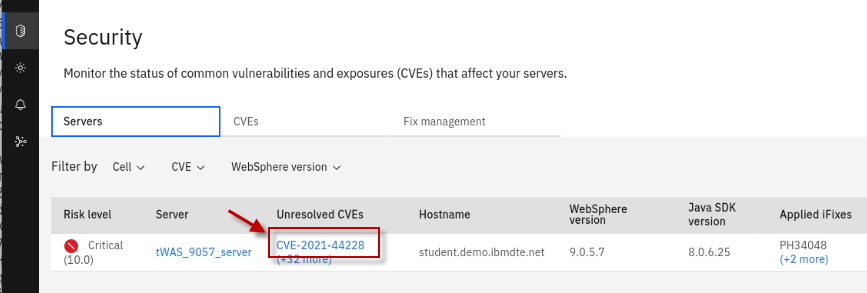 Security
Monitor the status of common vulnerabilities and exposures (CVEs) that affect your servers.
Servers CVEs Fix management
Filter by Cell CVE WebSphere version
Risk level Server Unresolved CVEs Hostname WebSphere version Java SDK version Applied iFixes
Critical (10.0) tWAS_9057_server CVE-2021-44228 (+32 more) student.demo.ibmdte.net 9.0.5.7 8.0.6.25 PH34048 (+2 more)